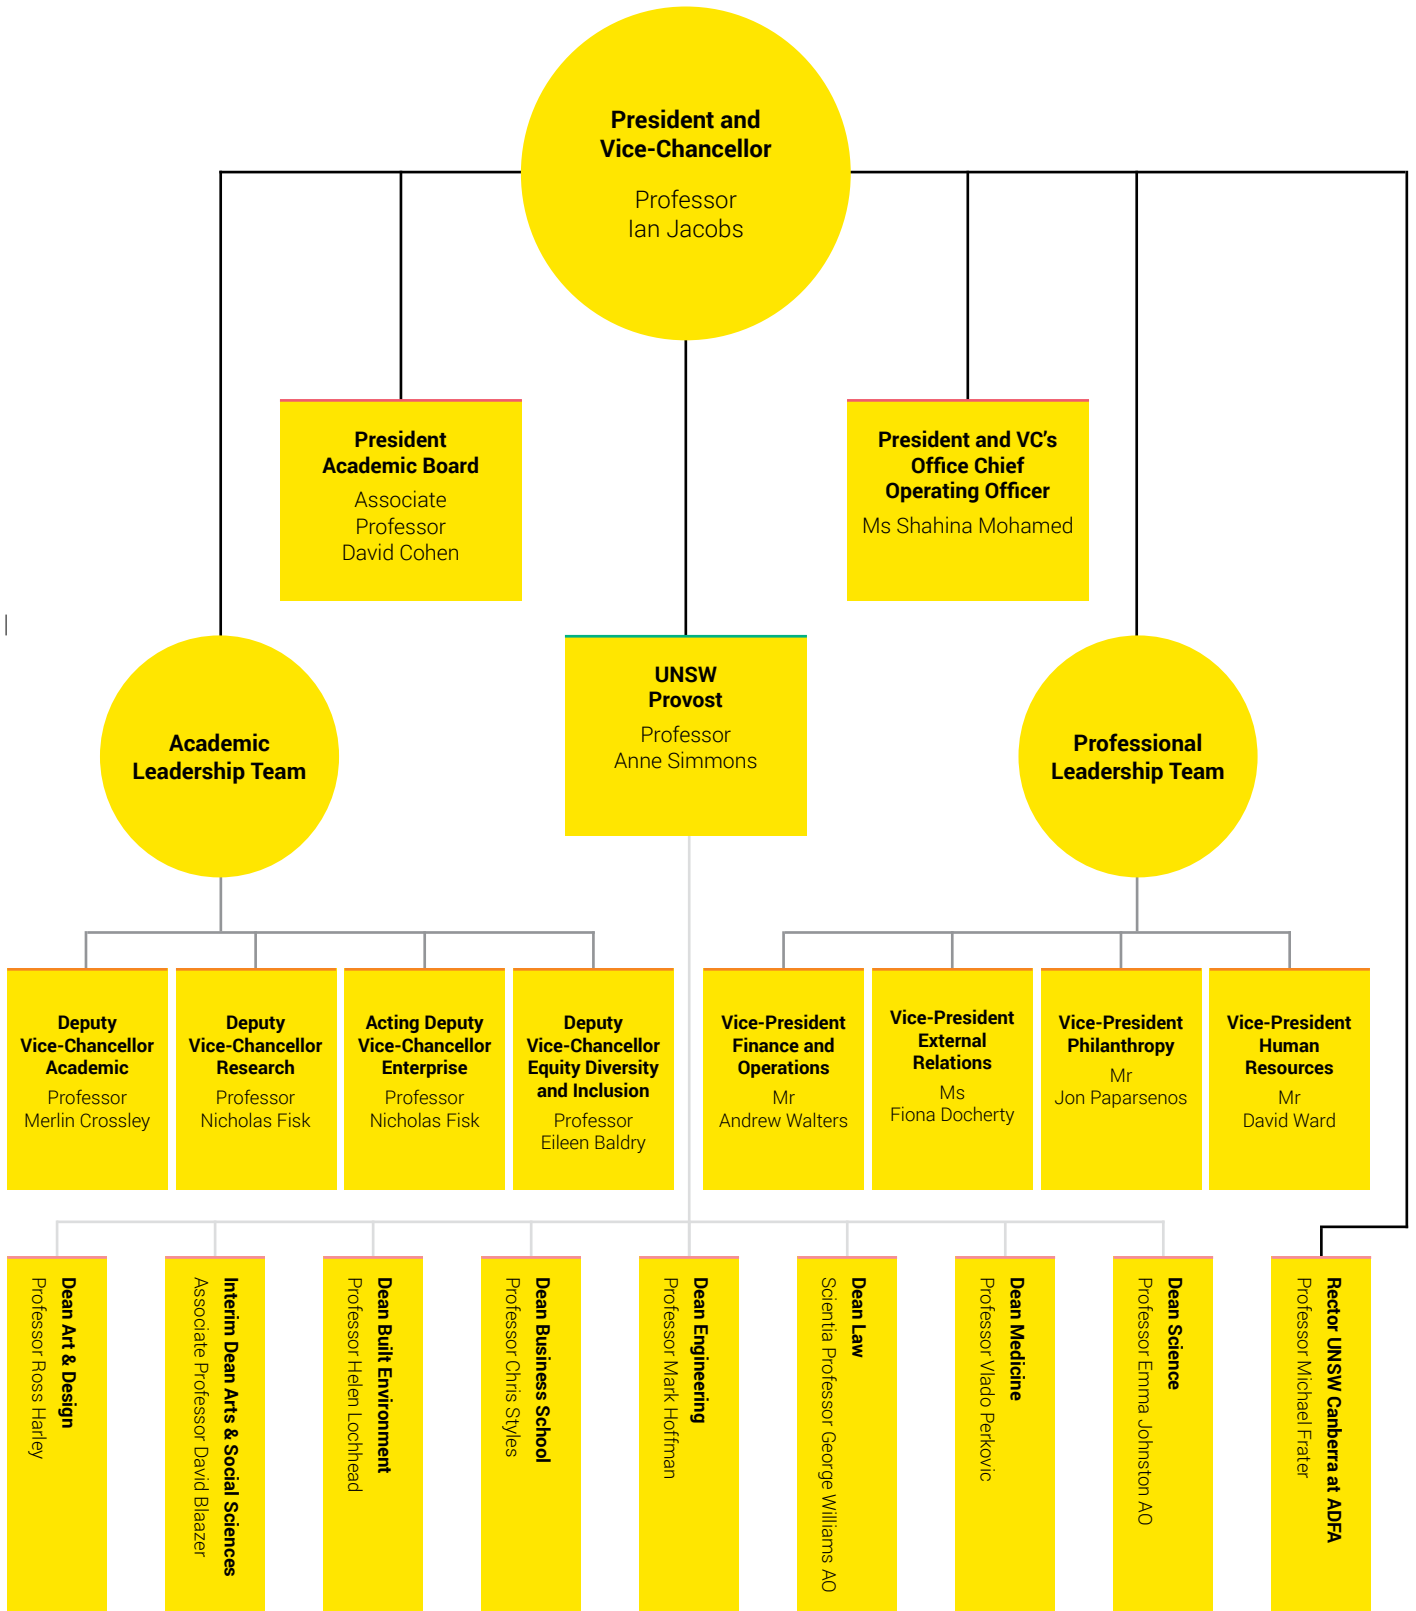 President and
Vice-Chancellor
Professor
Ian Jacobs
President
Academic Board
Associate
Professor
David Cohen
President and VC's
Office Chief
Operating Officer
Ms Shahina Mohamed
Academic
Leadership Team
UNSW
Provost
Professor
Anne Simmons
Professional
Leadership Team
Deputy
Vice-Chancellor
Academic
Professor
Merlin Crossley
Deputy
Vice-Chancellor
Research
Professor
Nicholas Fisk
Acting Deputy
Vice-Chancellor
Enterprise
Professor
Nicholas Fisk
Deputy
Vice-Chancellor
Equity Diversity
and Inclusion
Professor
Eileen Baldry
Vice-President
Finance and
Operations
Mr
Andrew Walters
Vice-President
External
Relations
Ms
Fiona Docherty
Vice-President
Philanthropy
Mr
Jon Paparsenos
Vice-President
Human
Resources
Mr
David Ward
Dean Art & Design
Professor Ross Harley
Interim Dean Arts & Social Sciences
Associate Professor David Blaazer
Dean Built Environment
Professor Helen Lochhead
Dean Business School
Professor Chris Styles
Dean Engineering
Professor Mark Hoffman
Dean Law
Scientia Professor George Williams AO
Dean Medicine
Professor Vlado Perkovic
Dean Science
Professor Emma Johnston AO
Rector UNSW Canberra at ADFA
Professor Michael Frater